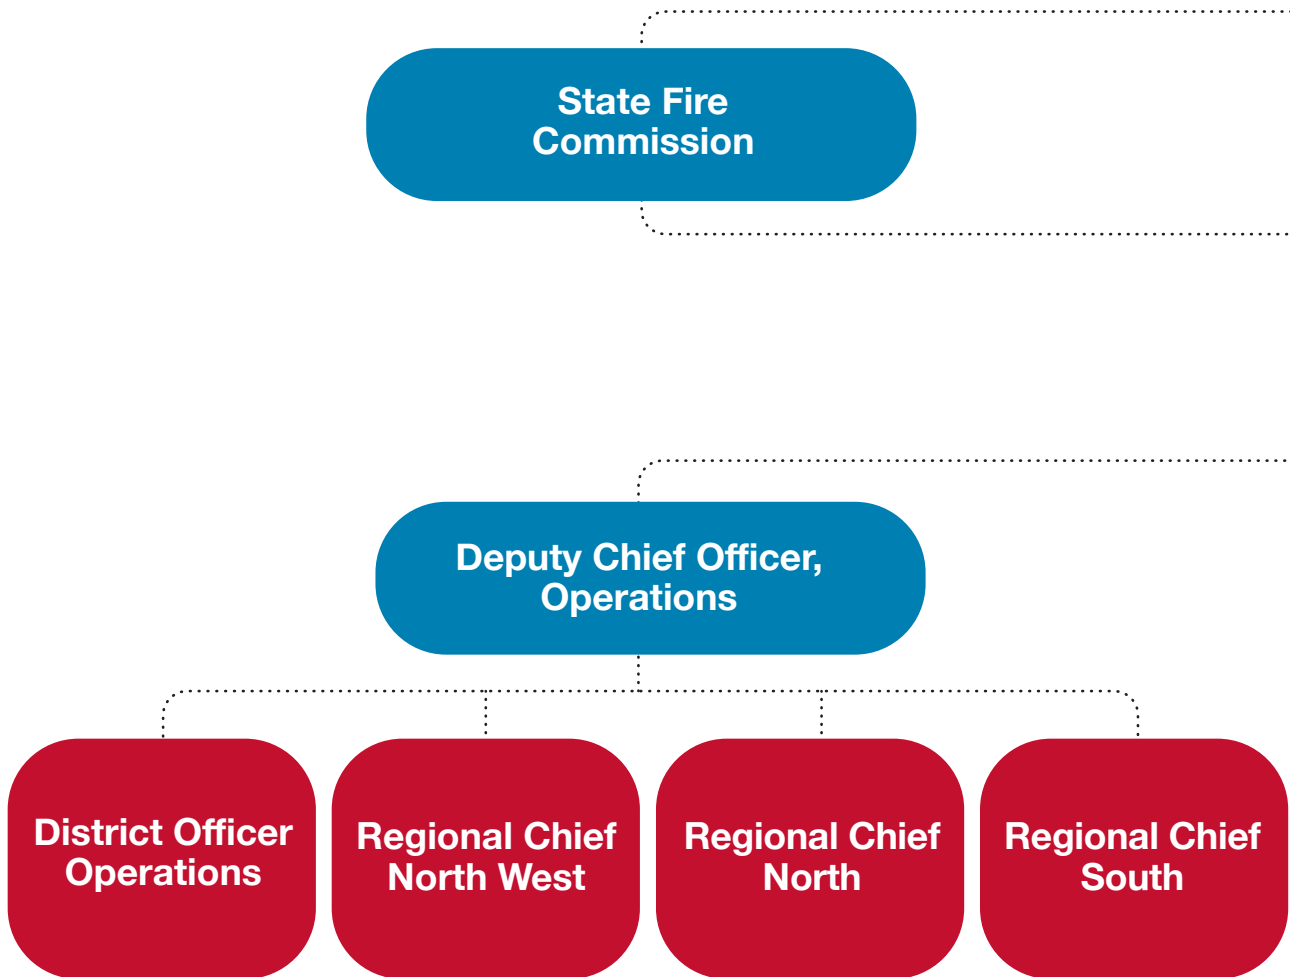 State Fire
Commission
Deputy Chief Officer,
Operations
District Officer
Operations
Regional Chief
North West
Regional Chief
North
Regional Chief
South